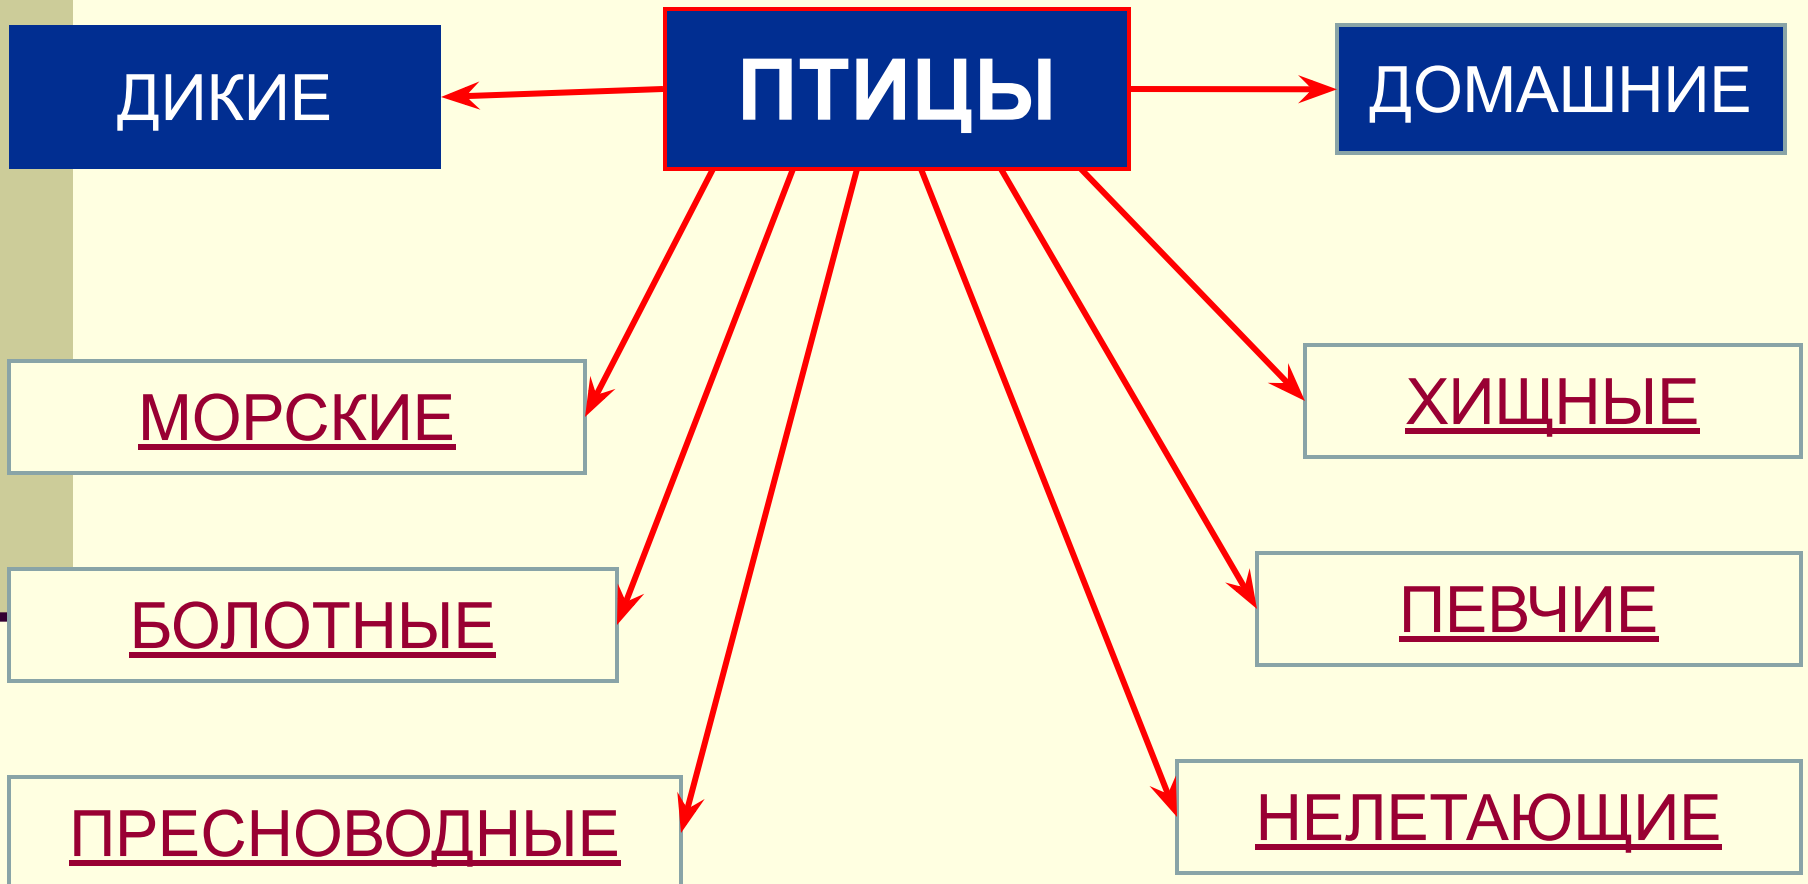 ДИКИЕ
ПТИЦЫ
ДОМАШНИЕ
МОРСКИЕ
ХИЩНЫЕ
БОЛОТНЫЕ
ПЕВЧИЕ
ПРЕСНОВОДНЫЕ
НЕЛЕТАЮЩИЕ